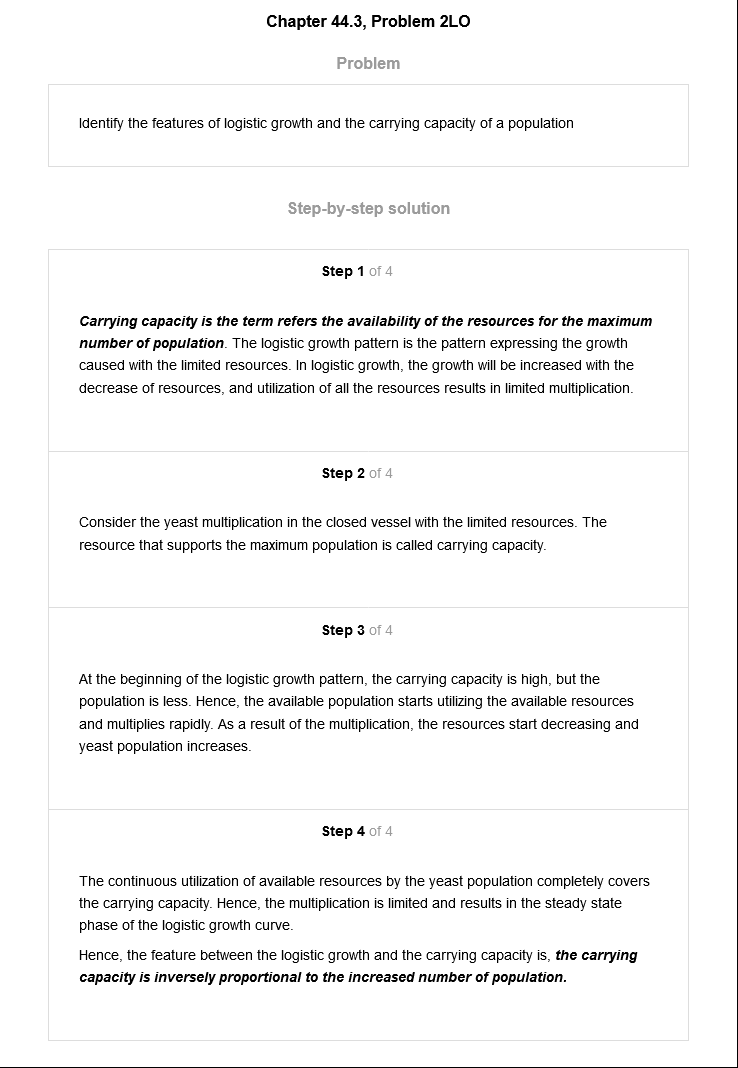 Chapter 44.3, Problem 2LO
Problem
Identify the features of logistic growth and the carrying capacity of a population
Step-by-step solution
Step 1 of 4
Carrying capacity is the term refers the availability of the resources for the maximum
number of population. The logistic growth pattern is the pattern expressing the growth
caused with the limited resources. In logistic growth, the growth will be increased with the
decrease of resources, and utilization of all the resources results in limited multiplication.
Step 2 of 4
Consider the yeast multiplication in the closed vessel with the limited resources. The
resource that supports the maximum population is called carrying capacity.
Step 3 of 4
At the beginning of the logistic growth pattern, the carrying capacity is high, but the
population is less. Hence, the available population starts utilizing the available resources
and multiplies rapidly. As a result of the multiplication, the resources start decreasing and
yeast population increases.
Step 4 of 4
The continuous utilization of available resources by the yeast population completely covers
the carrying capacity. Hence, the multiplication is limited and results in the steady state
phase of the logistic growth curve.
Hence, the feature between the logistic growth and the carrying capacity is, the carrying
capacity is inversely proportional to the increased number of population.